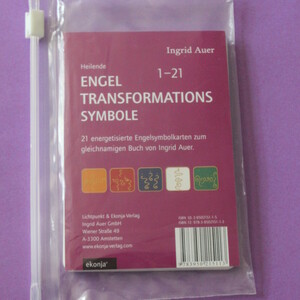 Ingrid Auer
Heilende
ENGEL 1–21
TRANSFORMATIONS
SYMBOLE
21 energetisierte Engelsymbolkarten zum
gleichnamigen Buch von Ingrid Auer.
Lichtpunkt & Ekonja-Verlag
Ingrid Auer GmbH
Wiener Straße 49
A-3300 Amstetten
www.ekonja-verlag.com
ekonja